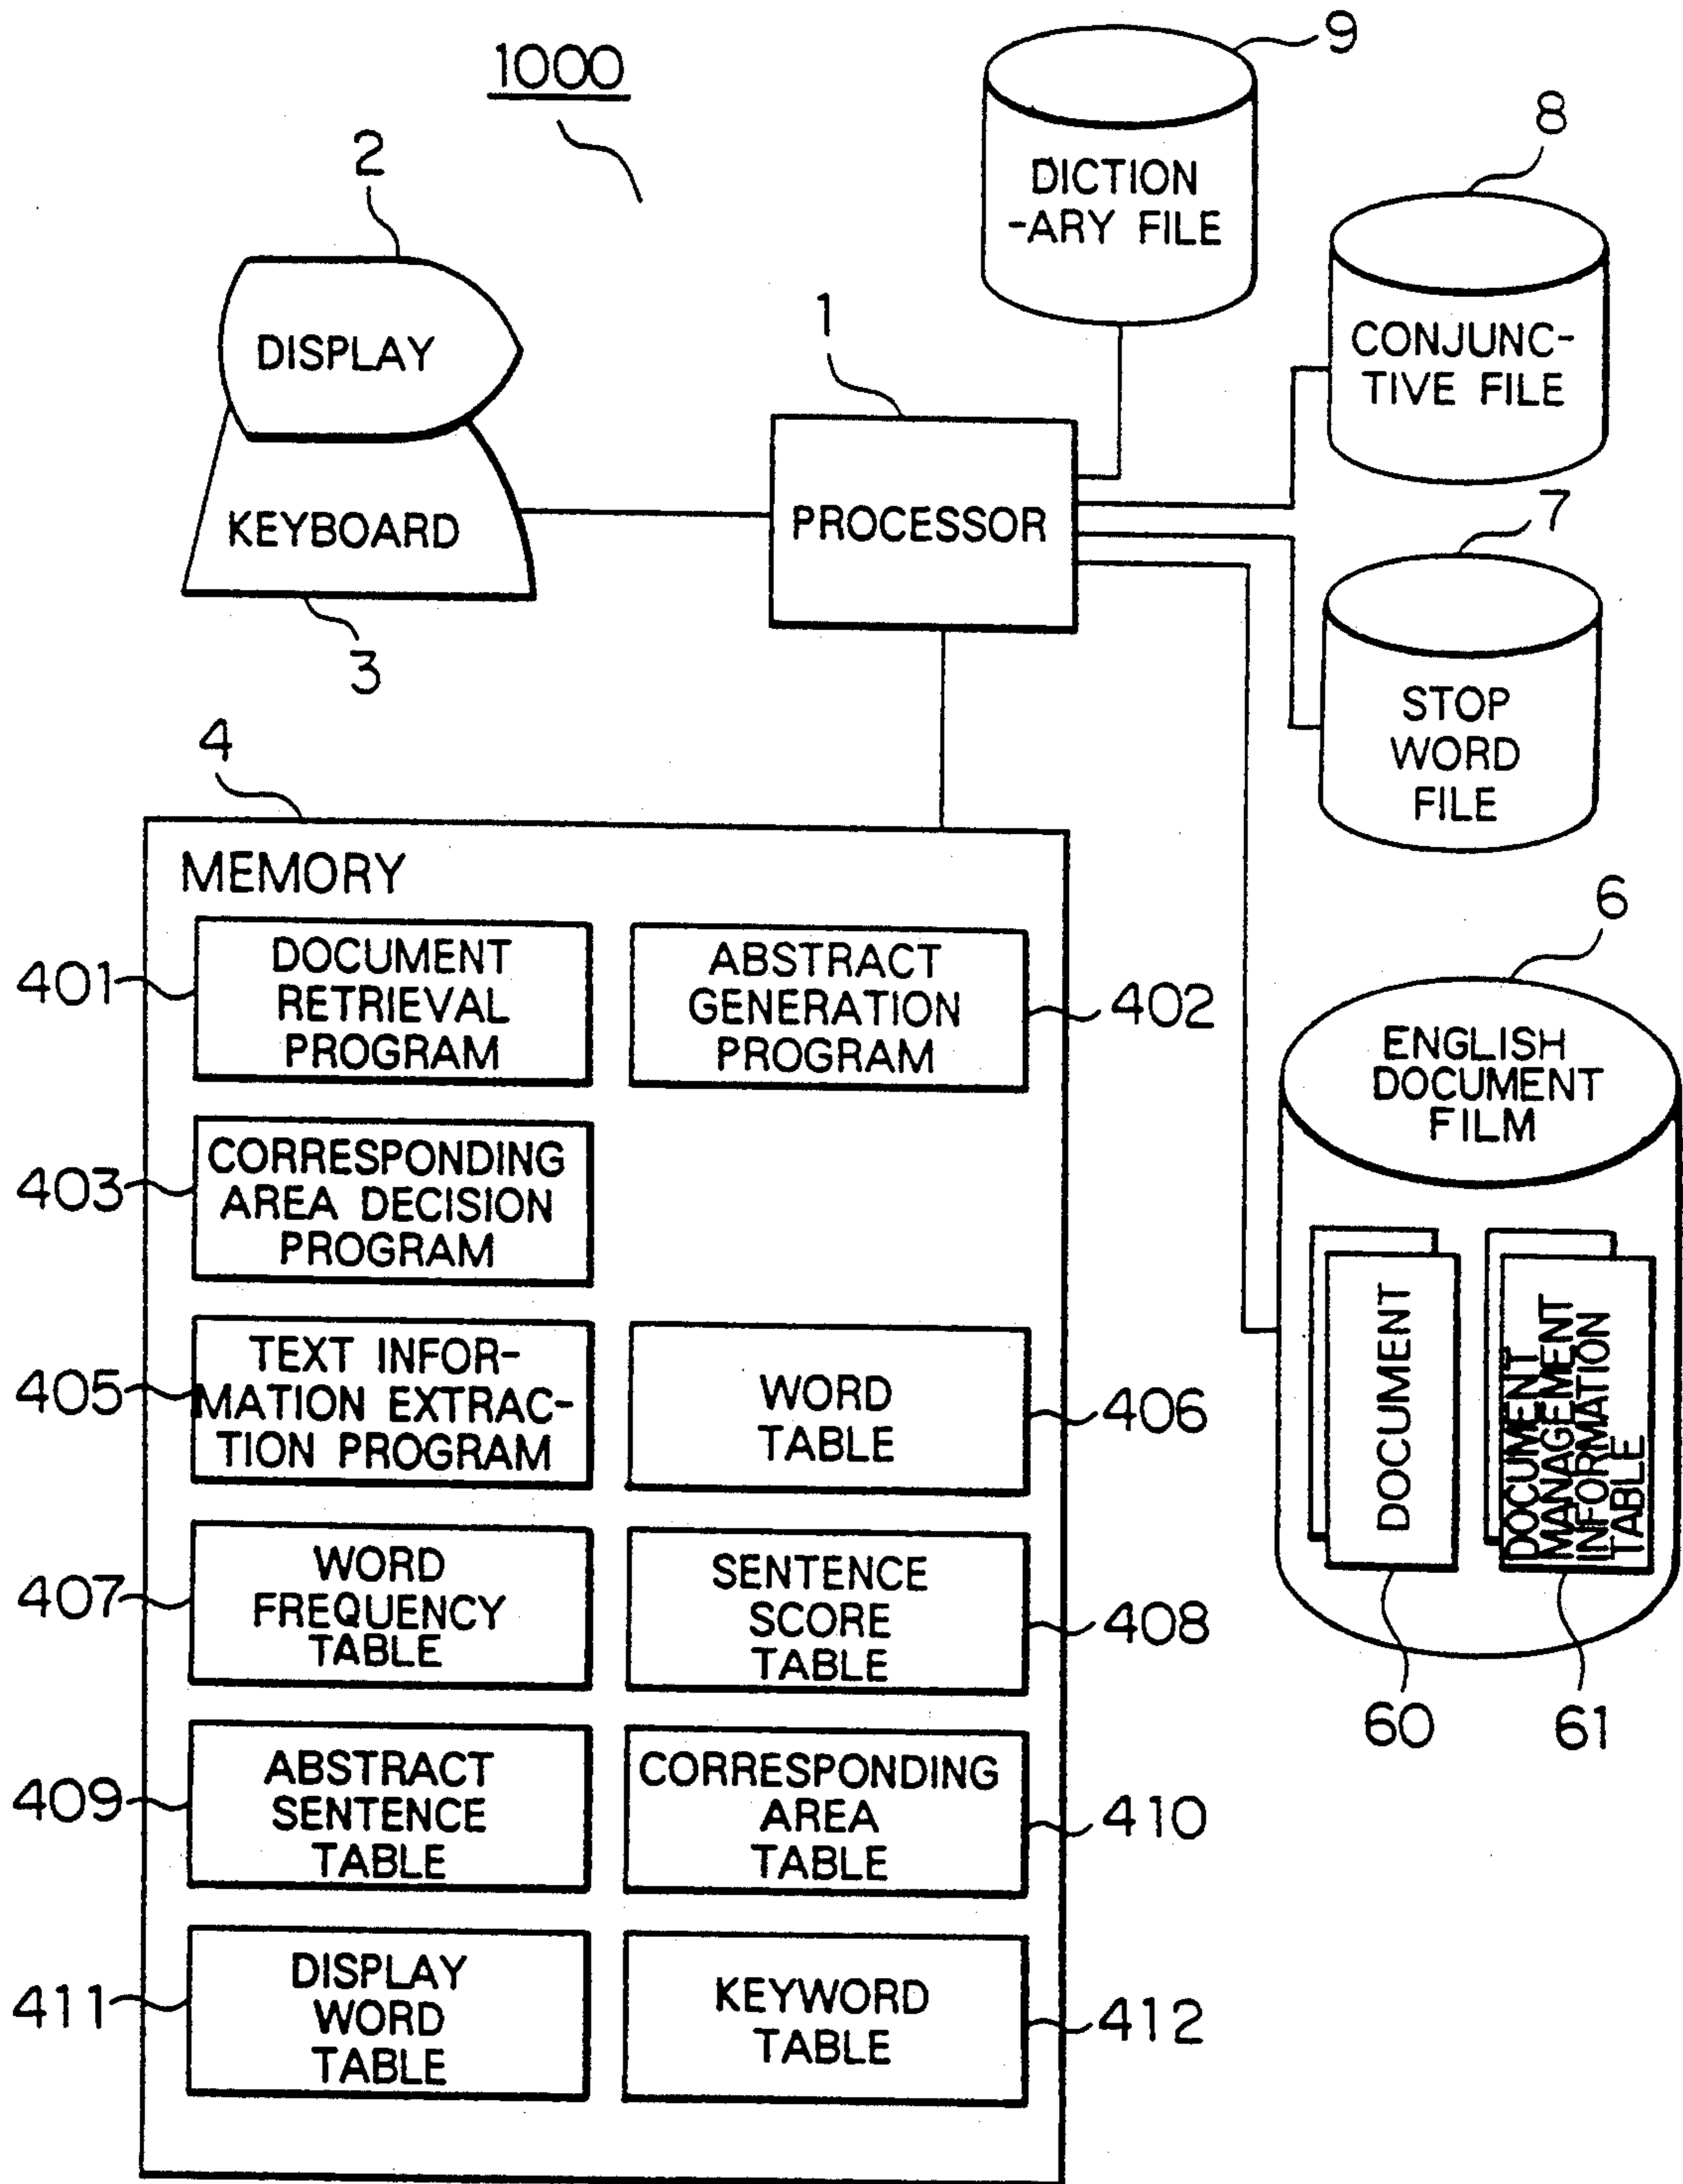 1000
9
DICTION
-ARY FILE
8
CONJUNC-
TIVE FILE
2
DISPLAY
KEYBOARD
3
1
PROCESSOR
7
STOP
WORD
FILE
4
MEMORY
401
DOCUMENT
RETRIEVAL
PROGRAM
ABSTRACT
GENERATION
PROGRAM
402
403
CORRESPONDING
AREA DECISION
PROGRAM
405
TEXT INFOR-
MATION EXTRAC-
TION PROGRAM
WORD
TABLE
406
407
WORD
FREQUENCY
TABLE
SENTENCE
SCORE
TABLE
408
409
ABSTRACT
SENTENCE
TABLE
CORRESPONDING
AREA
TABLE
410
411
DISPLAY
WORD
TABLE
KEYWORD
TABLE
412
6
ENGLISH
DOCUMENT
FILM
DOCUMENT
DOCUMENT
MANAGEMENT
INFORMATION
TABLE
60
61